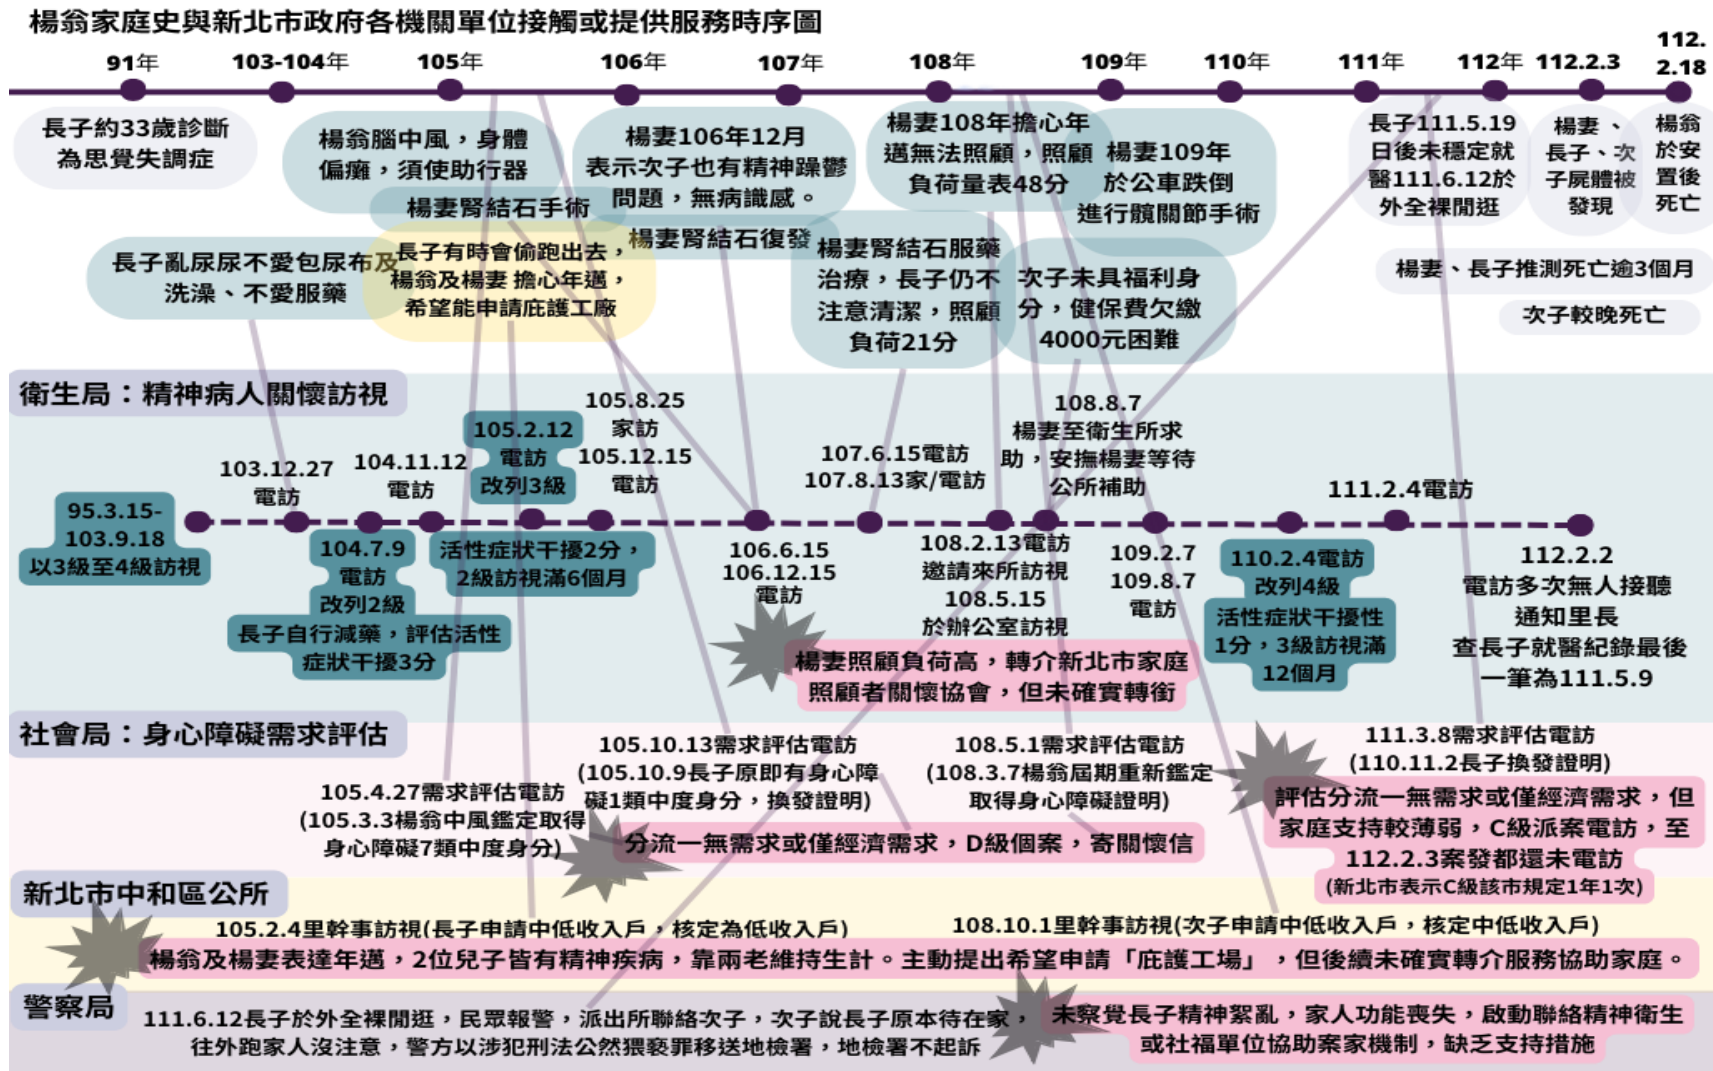 楊翁家庭史與新北市政府各機關單位接觸或提供服務時序圖
91年
103-104年
105年
106年
107年
108年
109年
110年
111年
112年
112.2.3
112.
2.18
長子約33歲診斷
為思覺失調症
楊翁腦中風，身體
偏癱，須使助行器
楊妻腎結石手術
楊妻106年12月
表示次子也有精神躁鬱
問題，無病識感。
楊妻腎結石復發
楊妻108年擔心年
邁無法照顧，照顧
負荷量表48分
楊妻109年
於公車跌倒
進行髖關節手術
長子111.5.19
日後未穩定就
醫111.6.12於
外全裸閒逛
楊妻、
長子、次
子屍體被
發現
楊翁
於安
置後
死亡
長子亂尿尿不愛包尿布及
洗澡、不愛服藥
長子有時會偷跑出去，
楊翁及楊妻 擔心年邁，
希望能申請庇護工廠
楊妻腎結石服藥
治療，長子仍不
注意清潔，照顧
負荷21分
次子未具福利身
分，健保費欠繳
4000元困難
楊妻、長子推測死亡逾3個月
次子較晚死亡
衛生局：精神病人關懷訪視
95.3.15-
103.9.18
以3級至4級訪視
103.12.27
電訪
104.7.9
電訪
改列2級
長子自行減藥，評估活性
症狀干擾3分
104.11.12
電訪
105.2.12
電訪
改列3級
活性症狀干擾2分，
2級訪視滿6個月
105.8.25
家訪
105.12.15
電訪
106.6.15
106.12.15
電訪
107.6.15電訪
107.8.13家/電訪
108.2.13電訪
邀請來所訪視
108.5.15
於辦公室訪視
楊妻照顧負荷高，轉介新北市家庭
照顧者關懷協會，但未確實轉銜
108.8.7
楊妻至衛生所求
助，安撫楊妻等待
公所補助
109.2.7
109.8.7
電訪
110.2.4電訪
改列4級
活性症狀干擾性
1分，3級訪視滿
12個月
111.2.4電訪
112.2.2
電訪多次無人接聽
通知里長
查長子就醫紀錄最後
一筆為111.5.9
社會局：身心障礙需求評估
105.4.27需求評估電訪
(105.3.3楊翁中風鑑定取得
身心障礙7類中度身分)
105.10.13需求評估電訪
(105.10.9長子原即有身心障
礙1類中度身分，換發證明)
108.5.1需求評估電訪
(108.3.7楊翁屆期重新鑑定
取得身心障礙證明)
分流一無需求或僅經濟需求，D級個案，寄關懷信
111.3.8需求評估電訪
(110.11.2長子換發證明)
評估分流一無需求或僅經濟需求，但
家庭支持較薄弱，C級派案電訪，至
112.2.3案發都還未電訪
(新北市表示C級該市規定1年1次)
新北市中和區公所
105.2.4里幹事訪視(長子申請中低收入戶，核定為低收入戶)
108.10.1里幹事訪視(次子申請中低收入戶，核定中低收入戶)
楊翁及楊妻表達年邁，2位兒子皆有精神疾病，靠兩老維持生計。主動提出希望申請「庇護工場」，但後續未確實轉介服務協助家庭。
警察局
111.6.12長子於外全裸閒逛，民眾報警，派出所聯絡次子，次子說長子原本待在家，
往外跑家人沒注意，警方以涉犯刑法公然猥褻罪移送地檢署，地檢署不起訴
未察覺長子精神紊亂，家人功能喪失，啟動聯絡精神衛生
或社福單位協助案家機制，缺乏支持措施